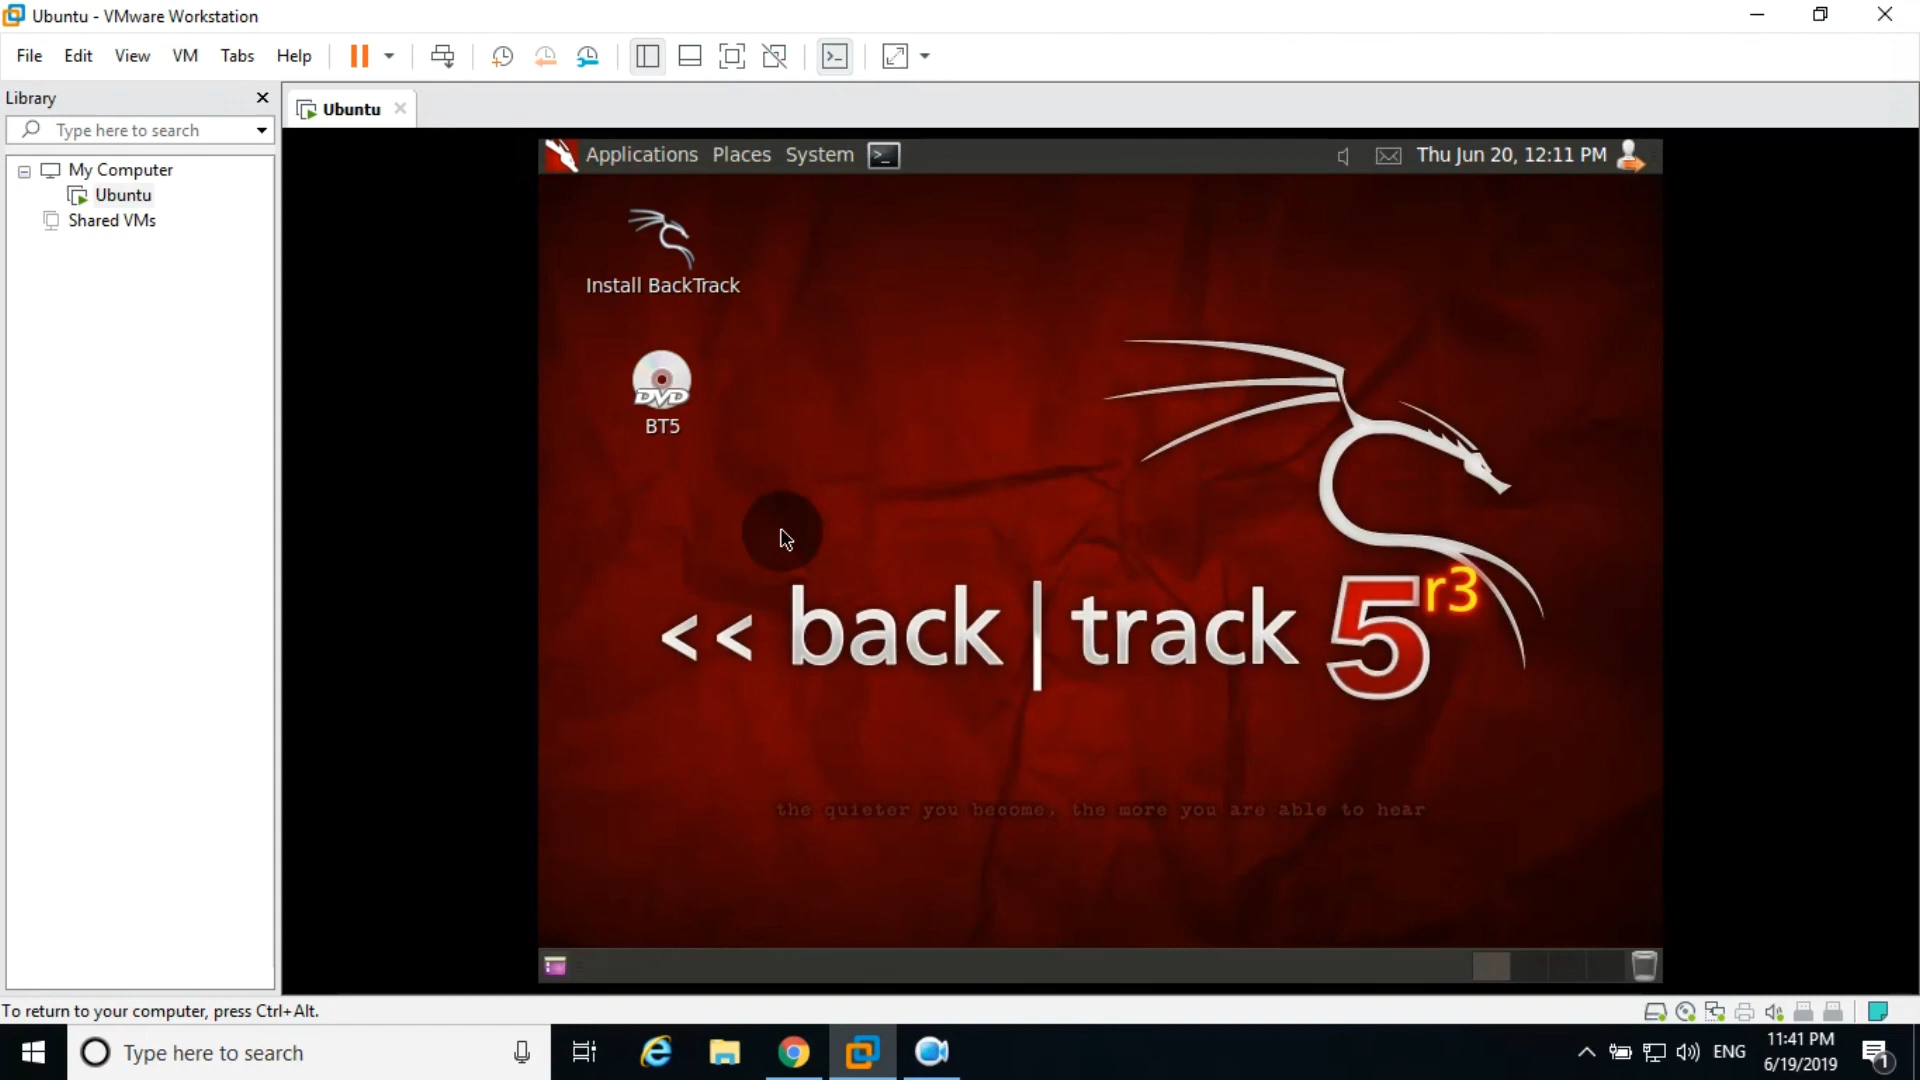 Ubuntu - VMware Workstation
File Edit View VM Tabs Help
Library
Type here to search
My Computer
Ubuntu
Shared VMs
Ubuntu
Applications Places System
Thu Jun 20, 12:11 PM
Install BackTrack
DVD
BT5
<< back | track 5 r3
the quieter you become, the more you are able to hear
To return to your computer, press Ctrl+Alt.
Type here to search
ENG
11:41 PM
6/19/2019
1